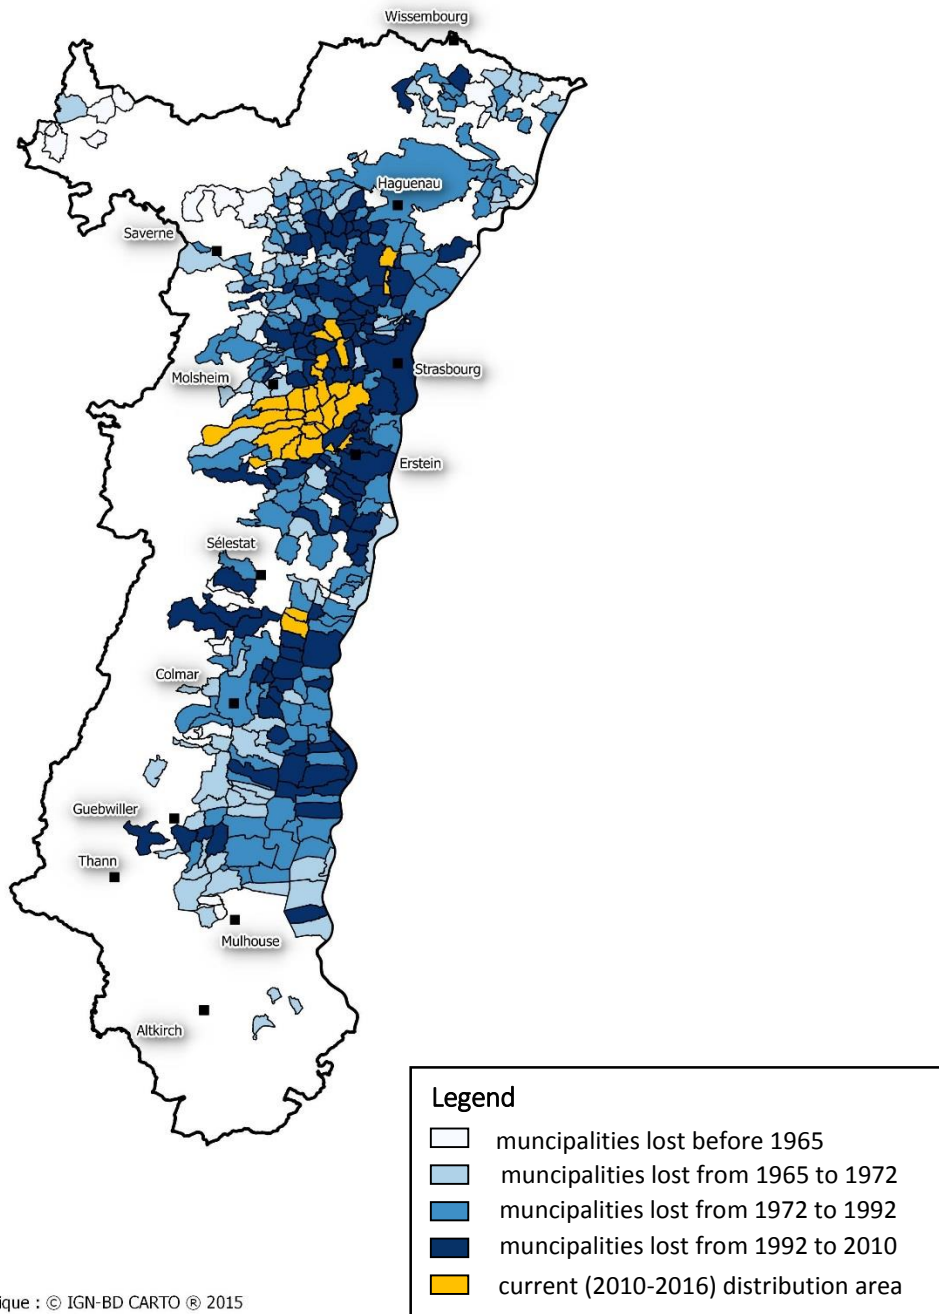 Wissembourg
Haguenau
Saverne
Strasbourg
Molsheim
Erstein
Sélestat
Colmar
Guebwiller
Thann
Mulhouse
Altkirch
Legend
muncipalities lost before 1965
muncipalities lost from 1965 to 1972
muncipalities lost from 1972 to 1992
muncipalities lost from 1992 to 2010
current (2010-2016) distribution area
ique : © IGN-BD CARTO ® 2015